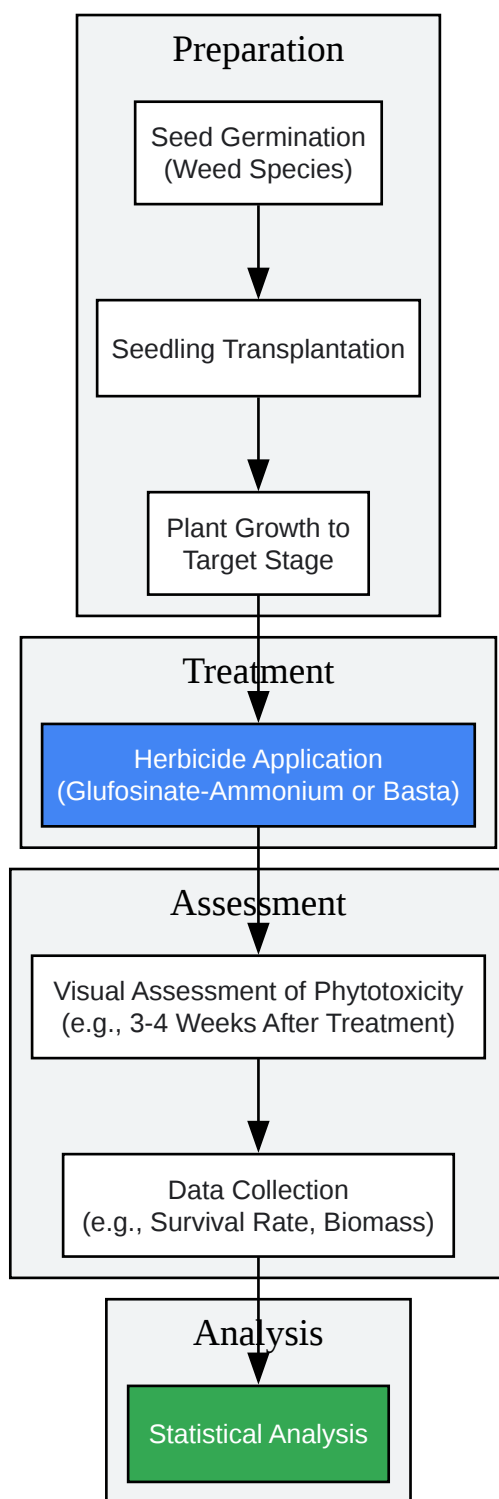 Preparation
Seed Germination
(Weed Species)
Seedling Transplantation
Plant Growth to
Target Stage
Treatment
Herbicide Application
(Glufosinate-Ammonium or Basta)
Assessment
Visual Assessment of Phytotoxicity
(e.g., 3-4 Weeks After Treatment)
Data Collection
(e.g., Survival Rate, Biomass)
Analysis
Statistical Analysis